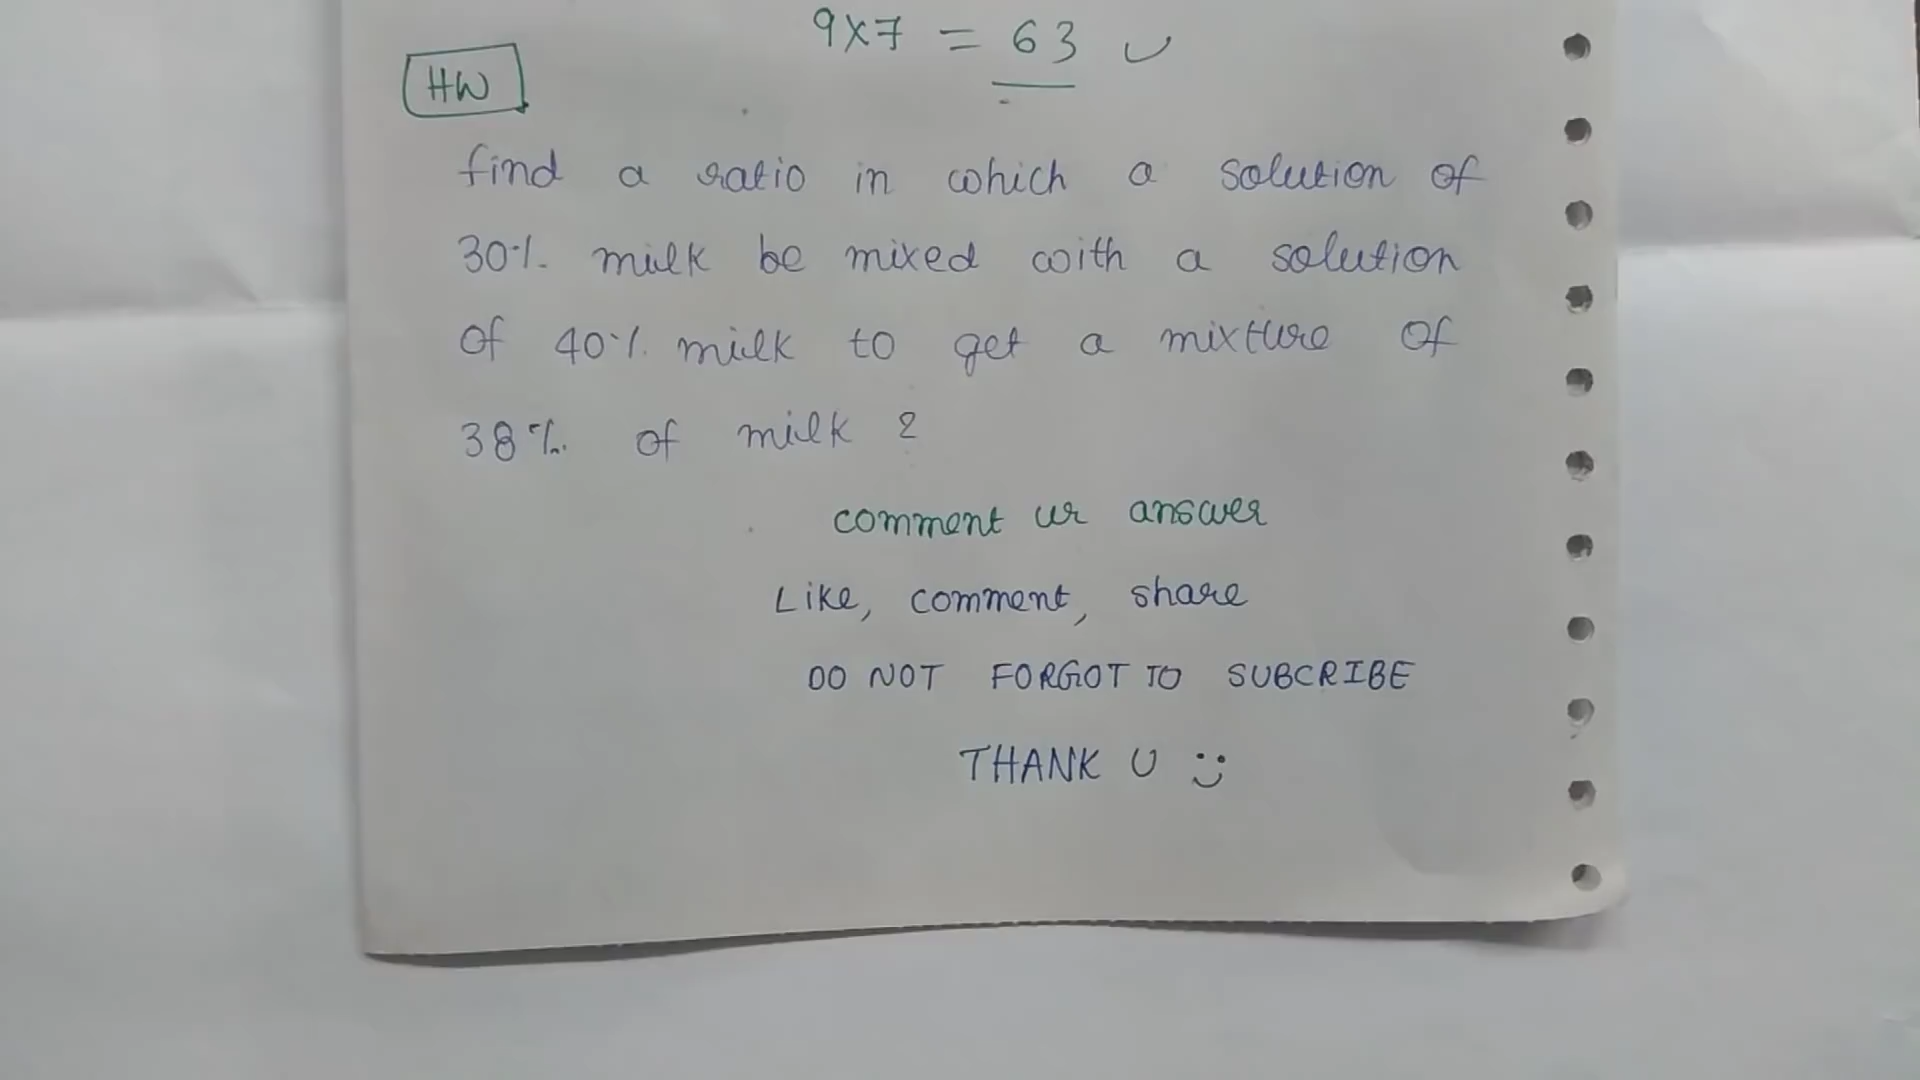 9x7 = 63
HW
find a ratio in which a solution of
30% milk be mixed with a solution
of 40% milk to get a mixture of
38% of milk ?
comment ur answer
Like, comment, share
DO NOT FORGOT TO SUBCRIBE
THANK U :)